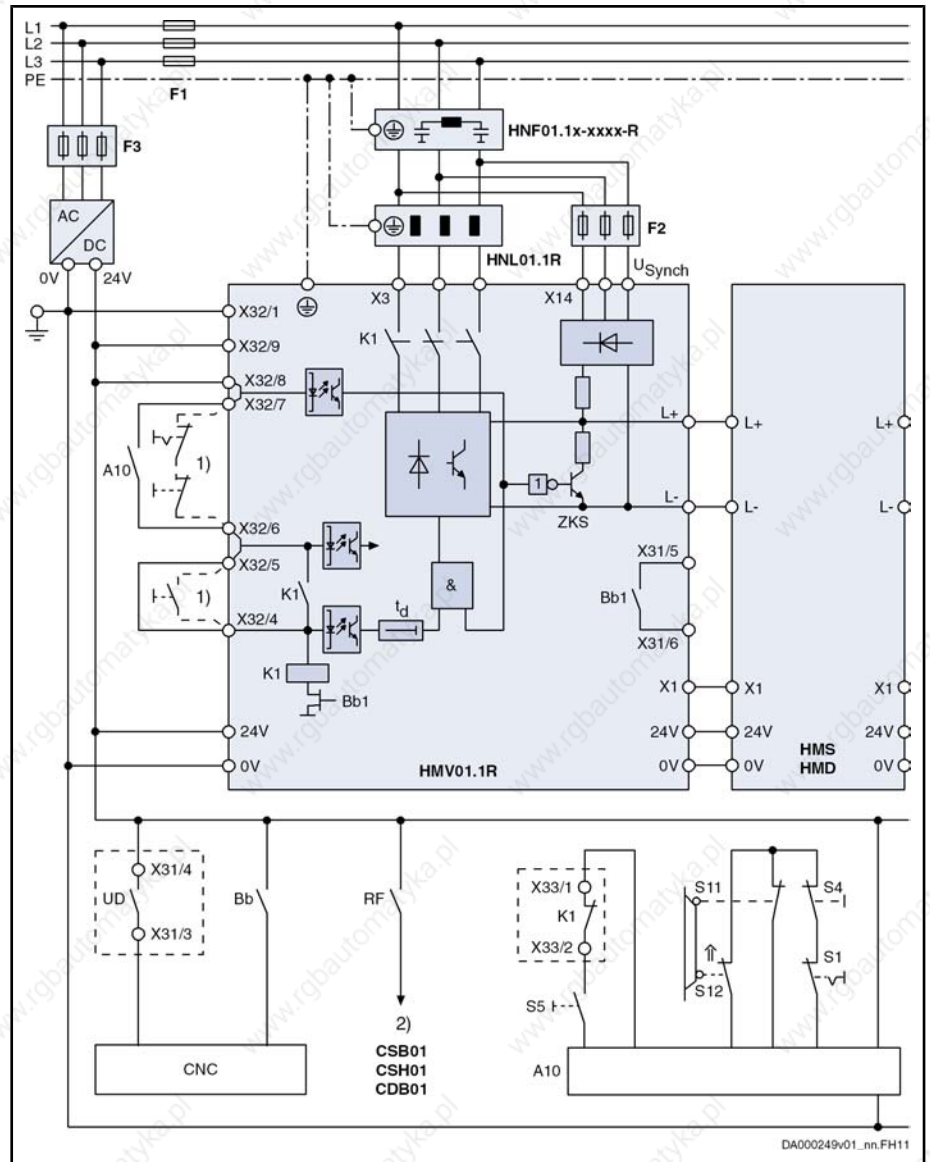 L1
L2
L3
PE
F1
HNF01.1x-xxxx-R
F3
AC
DC
F2
HNL01.1R
USynch
0V 24V
X3 X14
X32/1
K1
X32/9
X32/8
X32/7
L+ L+ L+
A10 1)
1
L- L- L-
ZKS
X32/6
X31/5
X32/5
&
K1
Bb1
1)
td
X32/4
X31/6
K1
Bb1
X1 X1 X1
24V 24V 24V 24V
HMS
HMD
0V HMV01.1R 0V 0V 0V
X31/4
UD
X31/3
Bb
RF
X33/1
K1
X33/2
S11 S4
S12 S1
S5
2)
CNC
CSB01
CSH01
CDB01
A10
DA000249v01_nn.FH11
www.rgbautomatyka.pl